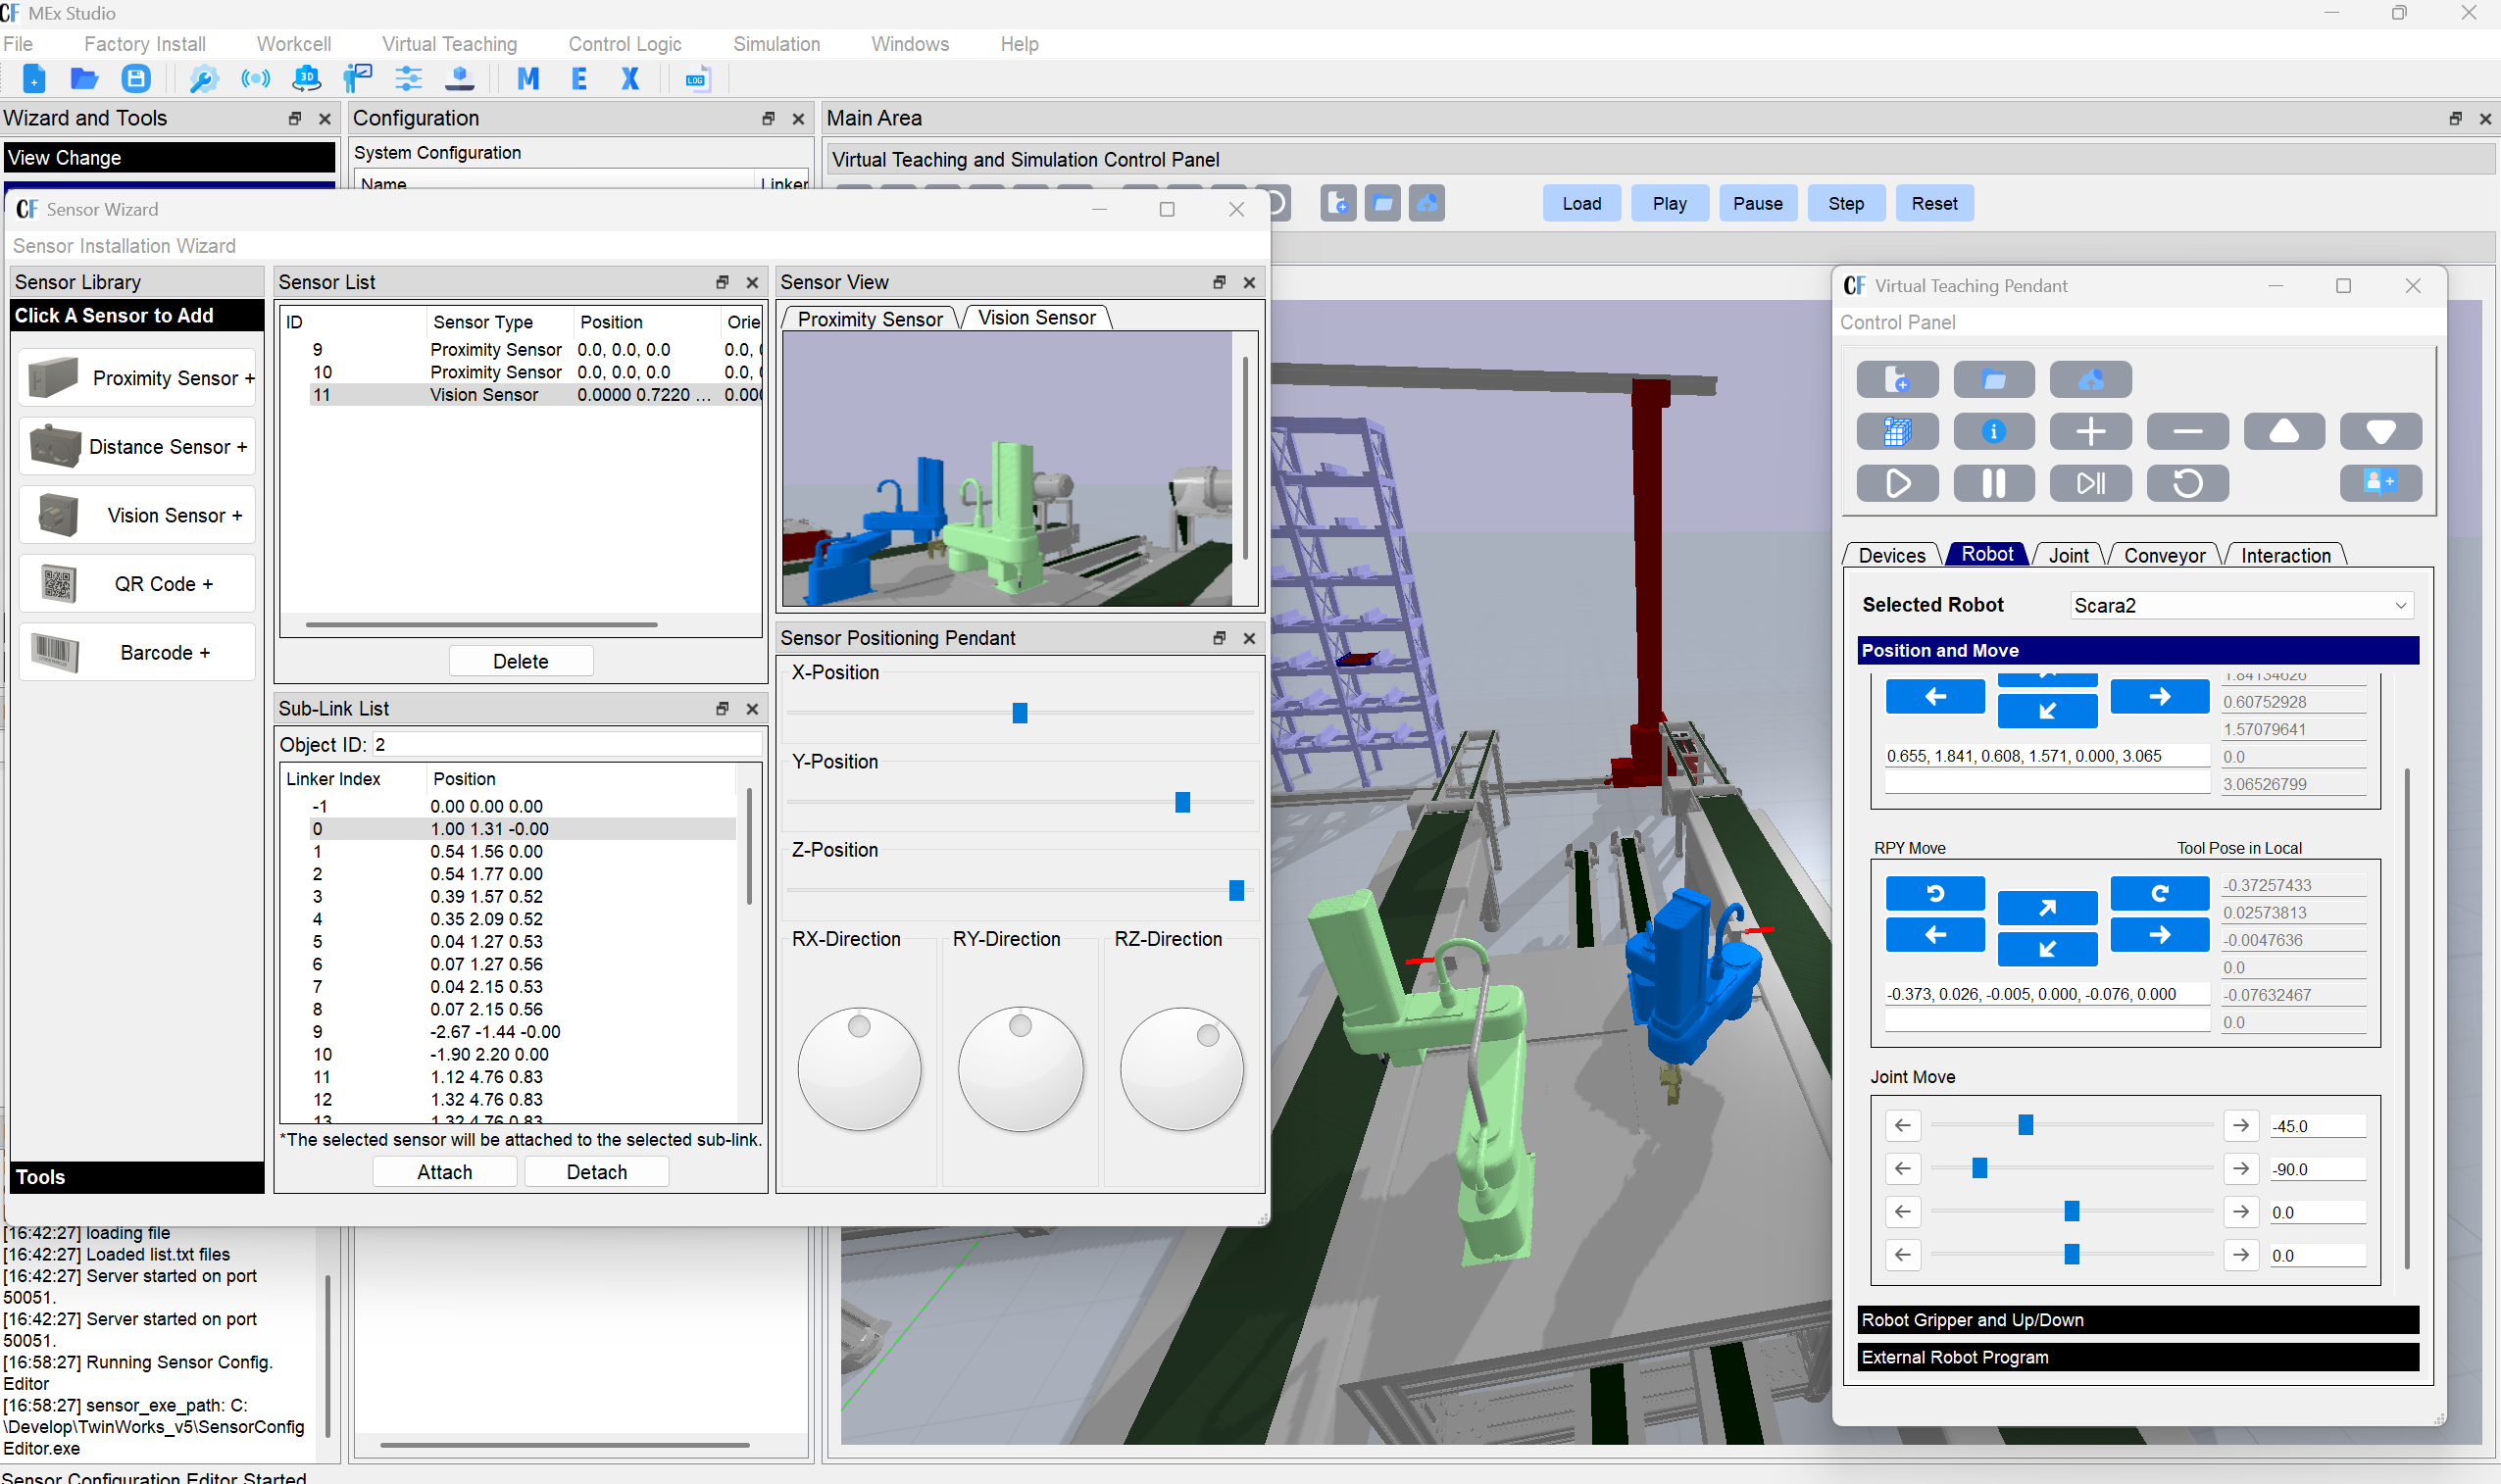 CF MEx Studio
File Factory Install Workcell Virtual Teaching Control Logic Simulation Windows Help
3D M E X LOG
Wizard and Tools
View Change
Configuration
System Configuration
Name Linker
Main Area
Virtual Teaching and Simulation Control Panel
Load Play Pause Step Reset
CF Sensor Wizard
Sensor Installation Wizard
Sensor Library
Click A Sensor to Add
Proximity Sensor +
Distance Sensor +
Vision Sensor +
QR Code +
Barcode +
Tools
Sensor List
ID Sensor Type Position Orie
9 Proximity Sensor 0.0, 0.0, 0.0 0.0,
10 Proximity Sensor 0.0, 0.0, 0.0 0.0,
11 Vision Sensor 0.0000 0.7220 ... 0.000
Delete
Sub-Link List
Object ID: 2
Linker Index Position
-1 0.00 0.00 0.00
0 1.00 1.31 -0.00
1 0.54 1.56 0.00
2 0.54 1.77 0.00
3 0.39 1.57 0.52
4 0.35 2.09 0.52
5 0.04 1.27 0.53
6 0.07 1.27 0.56
7 0.04 2.15 0.53
8 0.07 2.15 0.56
9 -2.67 -1.44 -0.00
10 -1.90 2.20 0.00
11 1.12 4.76 0.83
12 1.32 4.76 0.83
13 1.32 4.76 0.83
*The selected sensor will be attached to the selected sub-link.
Attach Detach
Sensor View
Proximity Sensor Vision Sensor
Sensor Positioning Pendant
X-Position
Y-Position
Z-Position
RX-Direction RY-Direction RZ-Direction
CF Virtual Teaching Pendant
Control Panel
Devices Robot Joint Conveyor Interaction
Selected Robot Scara2
Position and Move
1.84134626
0.60752928
1.57079641
0.655, 1.841, 0.608, 1.571, 0.000, 3.065 0.0
3.06526799
RPY Move Tool Pose in Local
-0.37257433
0.02573813
-0.0047636
0.0
-0.373, 0.026, -0.005, 0.000, -0.076, 0.000 -0.07632467
0.0
Joint Move
-45.0
-90.0
0.0
0.0
Robot Gripper and Up/Down
External Robot Program
[16:42:27] loading file
[16:42:27] Loaded list.txt files
[16:42:27] Server started on port
50051.
[16:42:27] Server started on port
50051.
[16:58:27] Running Sensor Config.
Editor
[16:58:27] sensor_exe_path: C:
\Develop\TwinWorks_v5\SensorConfig
Editor.exe
Sensor Configuration Editor Started